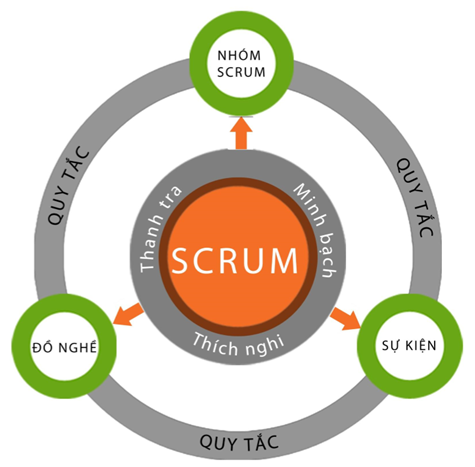 NHÓM
SCRUM
QUY TẮC
QUY TẮC
Thanh tra
Minh bạch
SCRUM
Thích nghi
ĐỒ NGHỀ
SỰ KIỆN
QUY TẮC